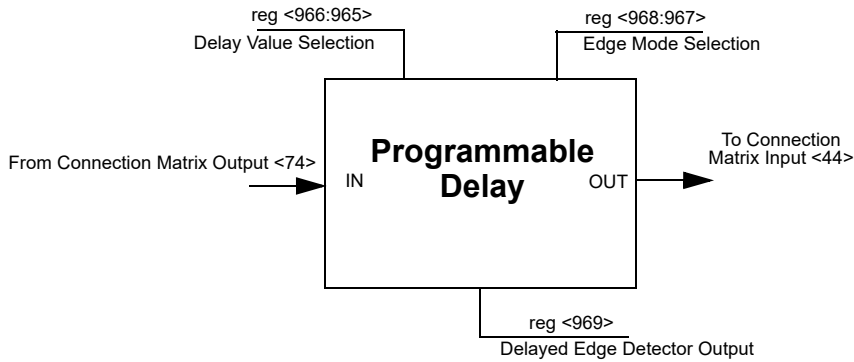 reg <966:965>
Delay Value Selection
reg <968:967>
Edge Mode Selection
From Connection Matrix Output <74>
IN
Programmable
Delay
OUT
To Connection
Matrix Input <44>
reg <969>
Delayed Edge Detector Output